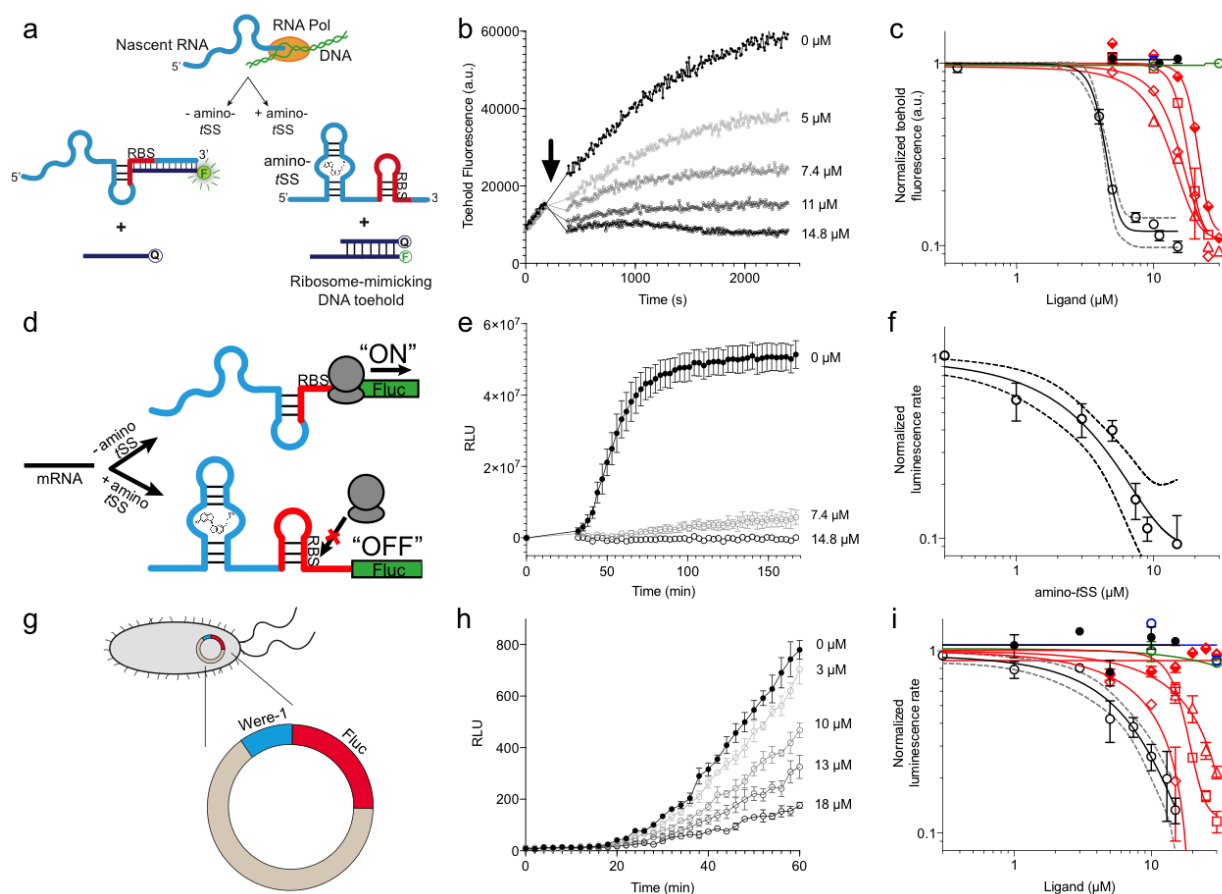 a
RNA Pol
Nascent RNA
DNA
5'
- amino-
tSS
+ amino-
tSS
RBS
3'
F
5'
+
Q
amino-
tSS
RBS
5'
3
+
Q
F
Ribosome-mimicking
DNA toehold
b
Toehold Fluorescence (a.u.)
60000
40000
20000
0
0
1000
2000
Time (s)
0 µM
5 µM
7.4 µM
11 µM
14.8 µM
c
Normalized toehold
fluorescence (a.u.)
1
0.1
1
10
Ligand (µM)
d
mRNA
- amino
tSS
+ amino
tSS
RBS
"ON"
Fluc
RBS
"OFF"
Fluc
e
RLU
6×10⁷
4×10⁷
2×10⁷
0
0
50
100
150
Time (min)
0 µM
7.4 µM
14.8 µM
f
Normalized
luminescence rate
1
0.1
1
10
amino-tSS (µM)
g
Were-1
Fluc
h
RLU
800
600
400
200
0
0
20
40
60
Time (min)
0 µM
3 µM
10 µM
13 µM
18 µM
i
Normalized
luminescence rate
1
0.1
1
10
Ligand (µM)